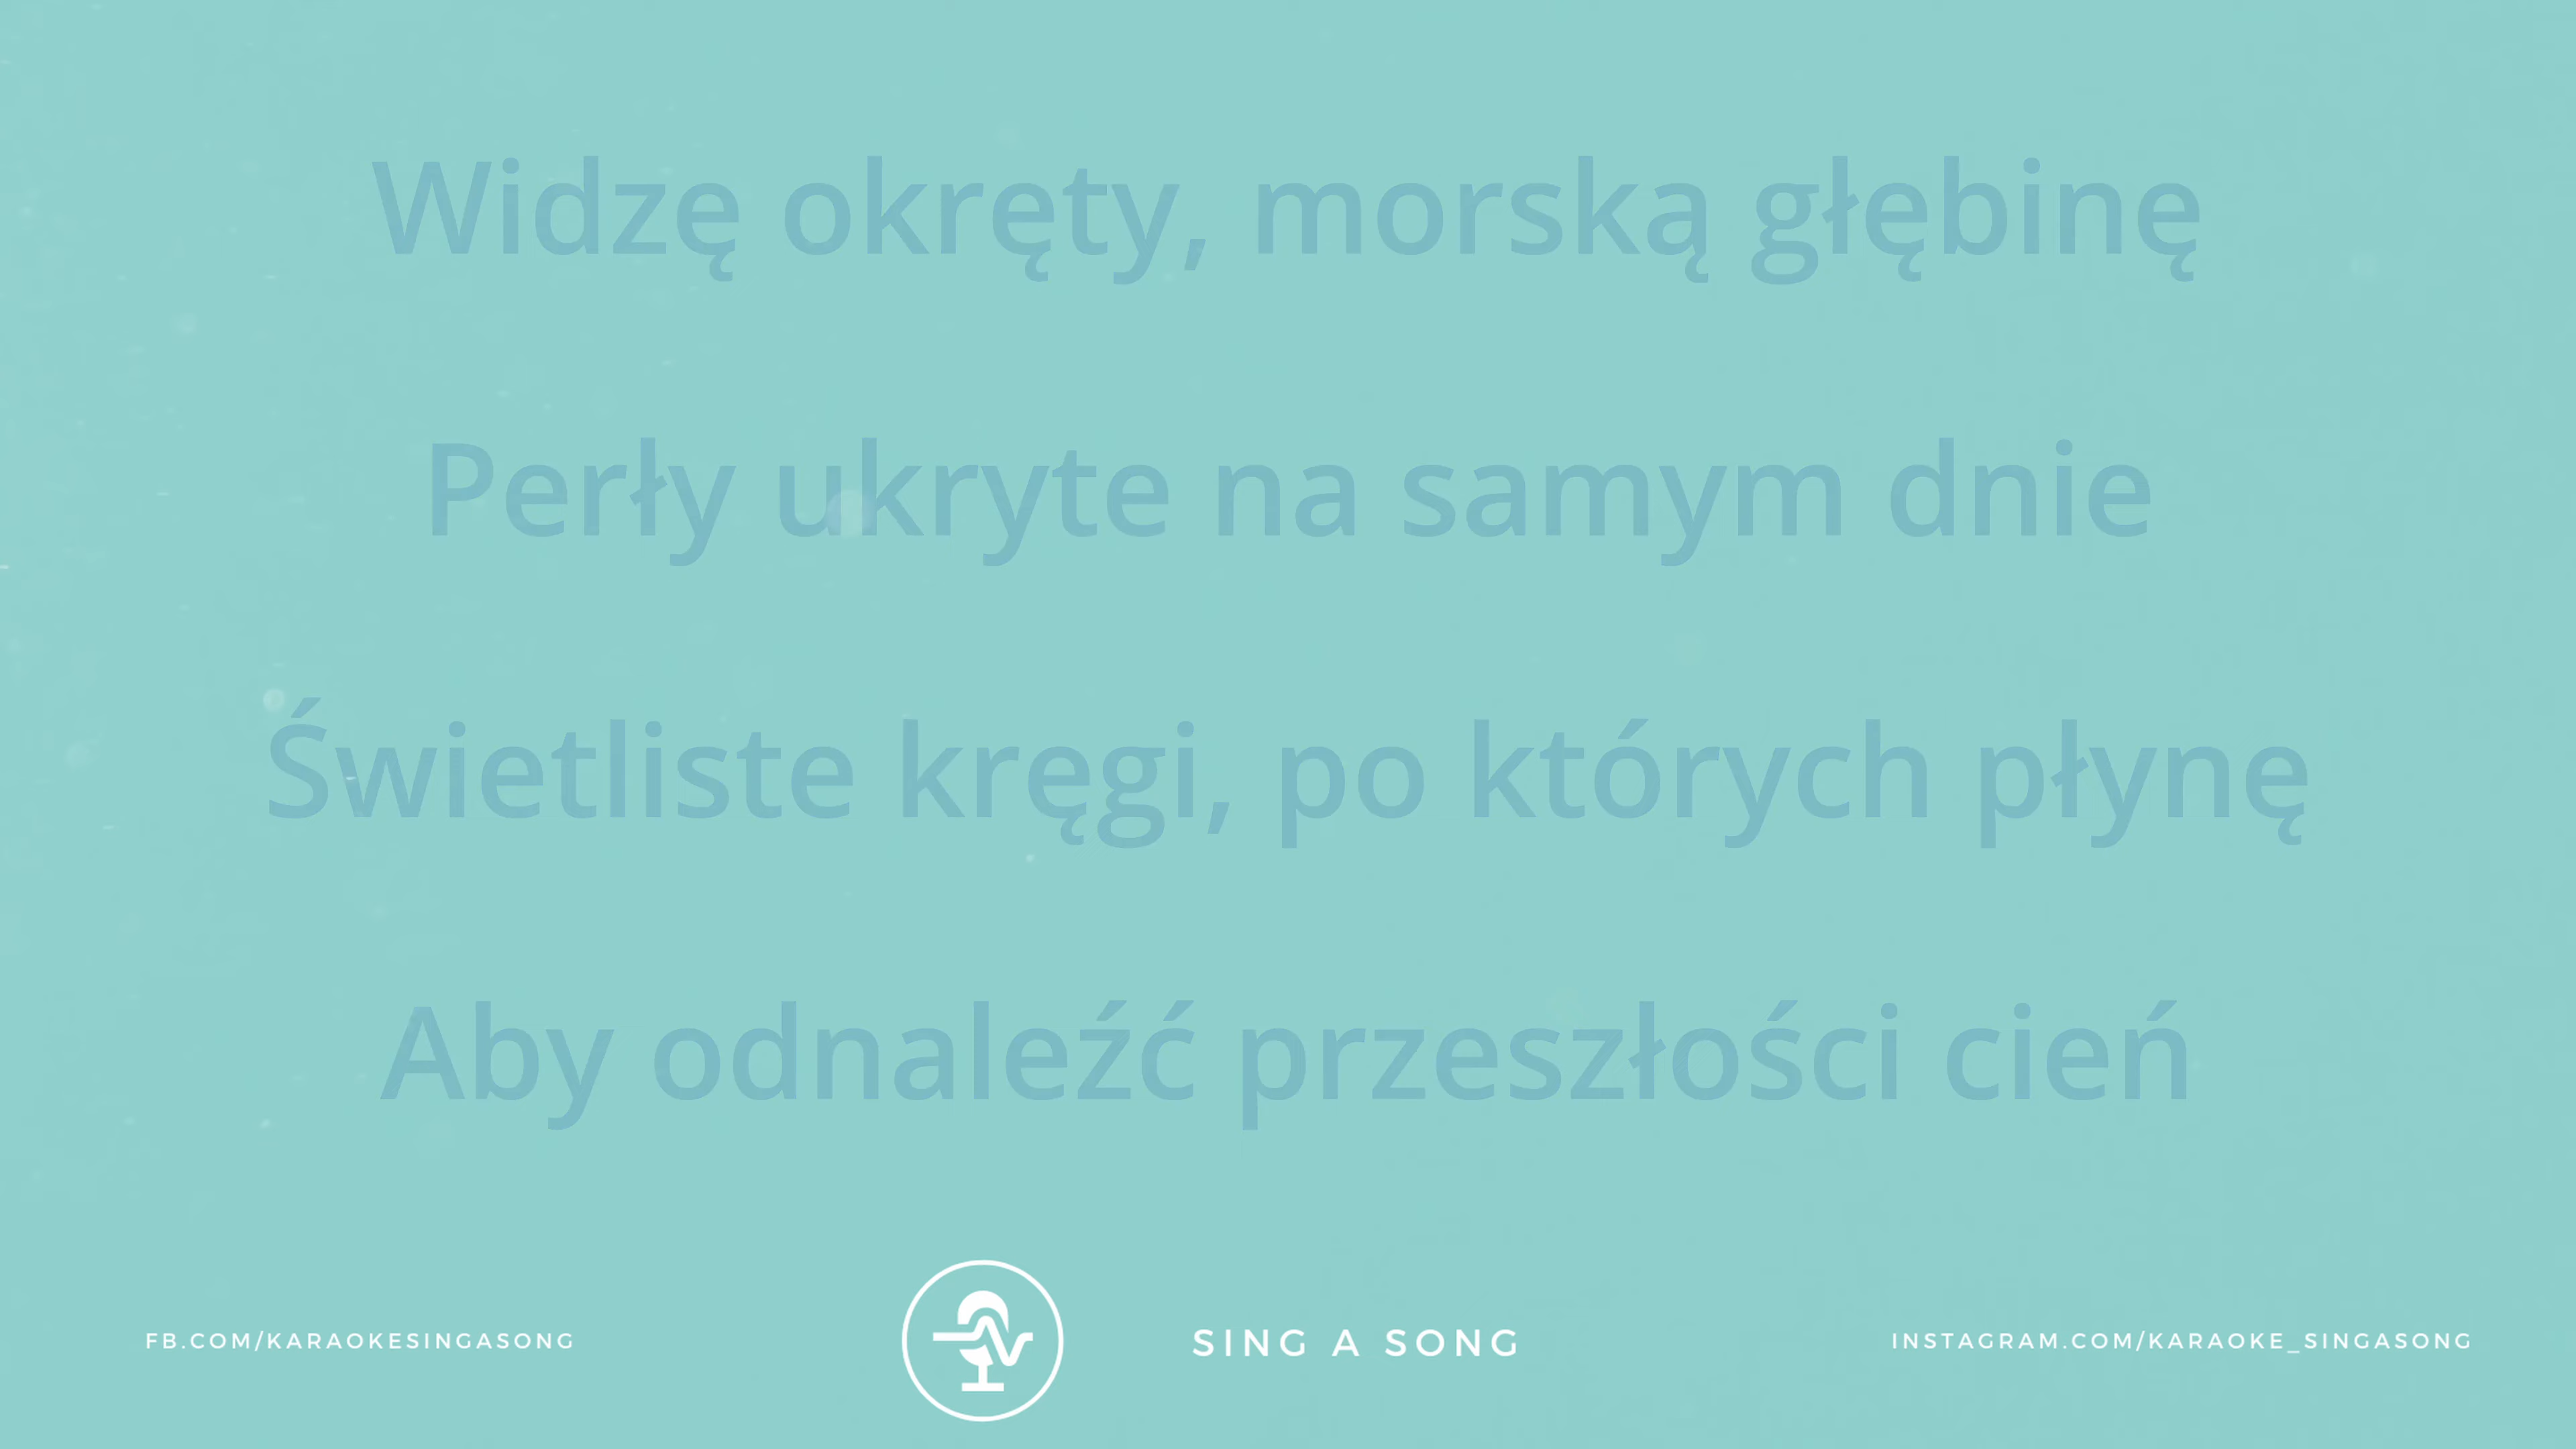 Widzę okręty, morską głębinę
Perły ukryte na samym dnie
Świetliste kręgi, po których płynę
Aby odnaleźć przeszłości cień
FB.COM/KARAOKESINGASONG
SING A SONG
INSTAGRAM.COM/KARAOKE_SINGASONG